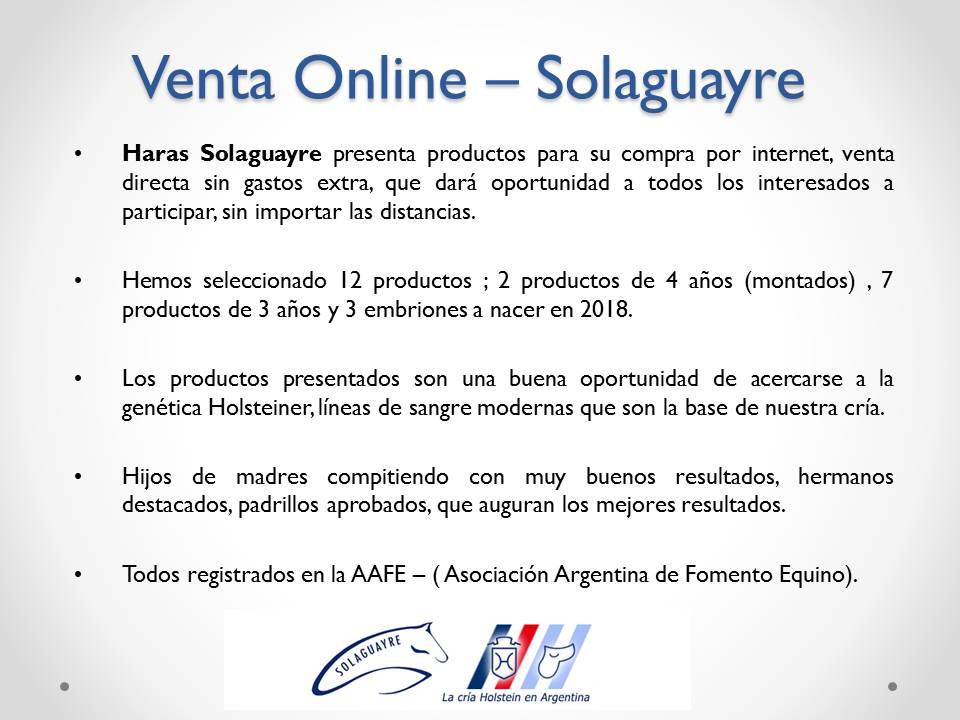 Venta Online – Solaguayre
• Haras Solaguayre presenta productos para su compra por internet, venta
directa sin gastos extra, que dará oportunidad a todos los interesados a
participar, sin importar las distancias.
• Hemos seleccionado 12 productos ; 2 productos de 4 años (montados) , 7
productos de 3 años y 3 embriones a nacer en 2018.
• Los productos presentados son una buena oportunidad de acercarse a la
genética Holsteiner, líneas de sangre modernas que son la base de nuestra cría.
• Hijos de madres compitiendo con muy buenos resultados, hermanos
destacados, padrillos aprobados, que auguran los mejores resultados.
• Todos registrados en la AAFE – ( Asociación Argentina de Fomento Equino).
SOLAGUAYRE
La cría Holstein en Argentina